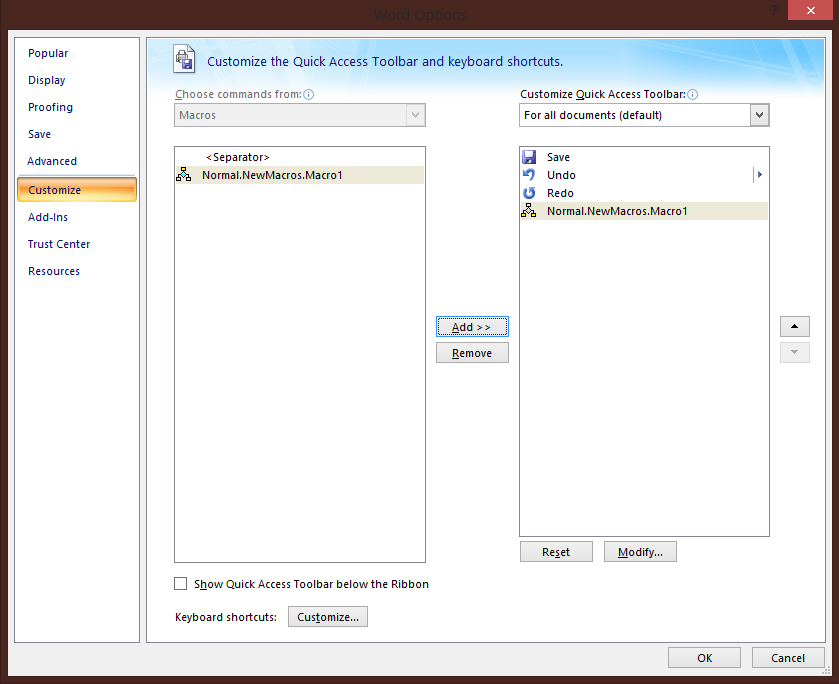 Word Options
?
Popular
Display
Proofing
Save
Advanced
Customize
Add-Ins
Trust Center
Resources
Customize the Quick Access Toolbar and keyboard shortcuts.
Choose commands from:
Macros
<Separator>
Normal.NewMacros.Macro1
Add >>
Remove
Customize Quick Access Toolbar:
For all documents (default)
Save
Undo
Redo
Normal.NewMacros.Macro1
Reset
Modify...
Show Quick Access Toolbar below the Ribbon
Keyboard shortcuts:
Customize...
OK
Cancel